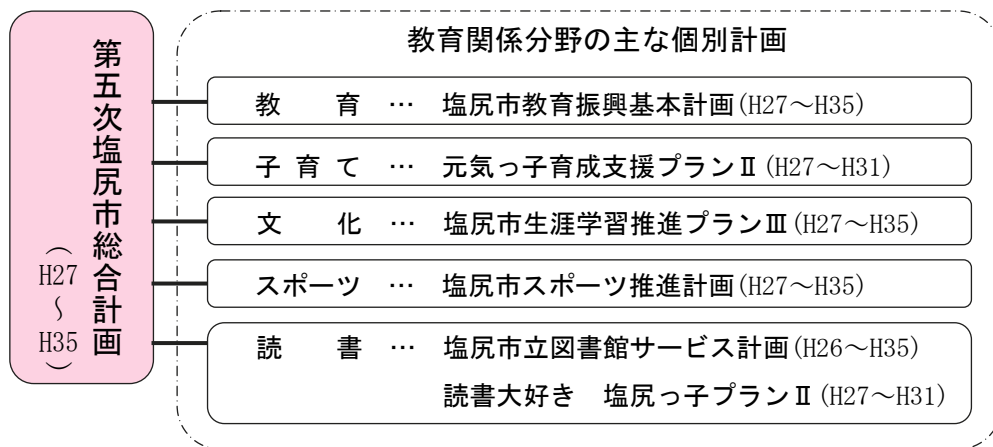 第五次塩尻市総合計画
(H27～H35)
教育関係分野の主な個別計画
教　育 … 塩尻市教育振興基本計画(H27～H35)
子育て … 元気っ子育成支援プランⅡ(H27～H31)
文　化 … 塩尻市生涯学習推進プランⅢ(H27～H35)
スポーツ … 塩尻市スポーツ推進計画(H27～H35)
読　書 … 塩尻市立図書館サービス計画(H26～H35)
読書大好き　塩尻っ子プランⅡ(H27～H31)